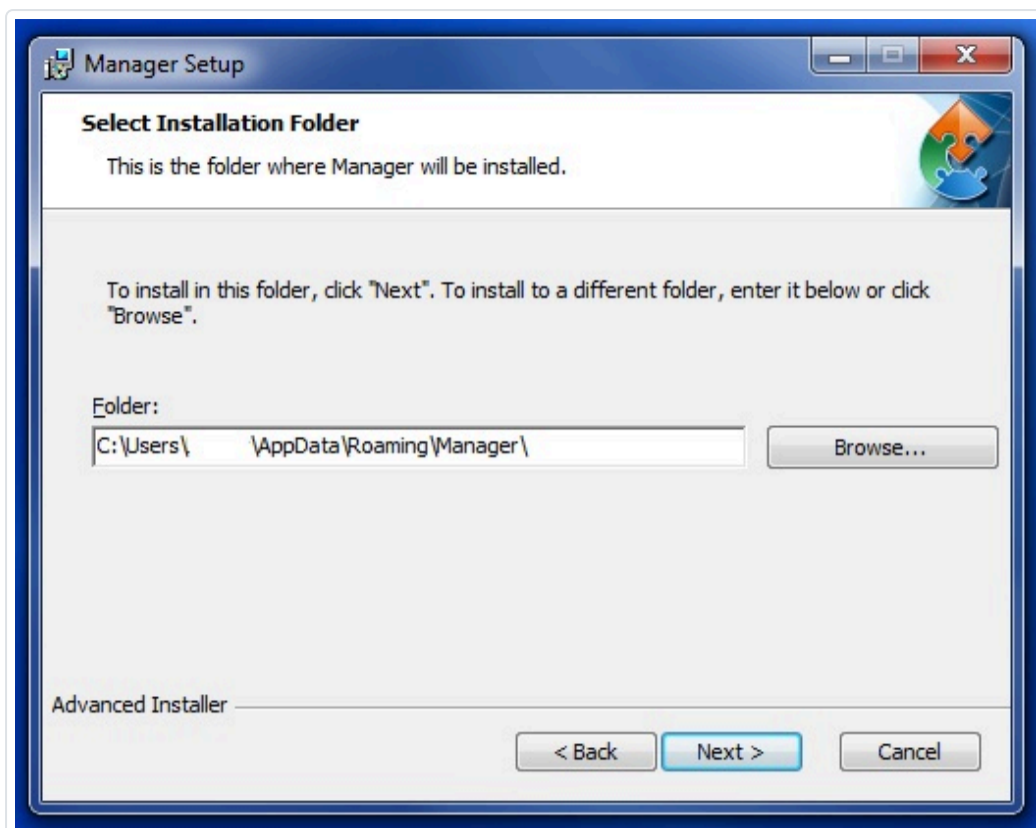 Manager Setup
Select Installation Folder
This is the folder where Manager will be installed.
To install in this folder, click "Next". To install to a different folder, enter it below or click
"Browse".
Folder:
C:\Users\ \AppData\Roaming\Manager\
Browse...
Advanced Installer
< Back
Next >
Cancel